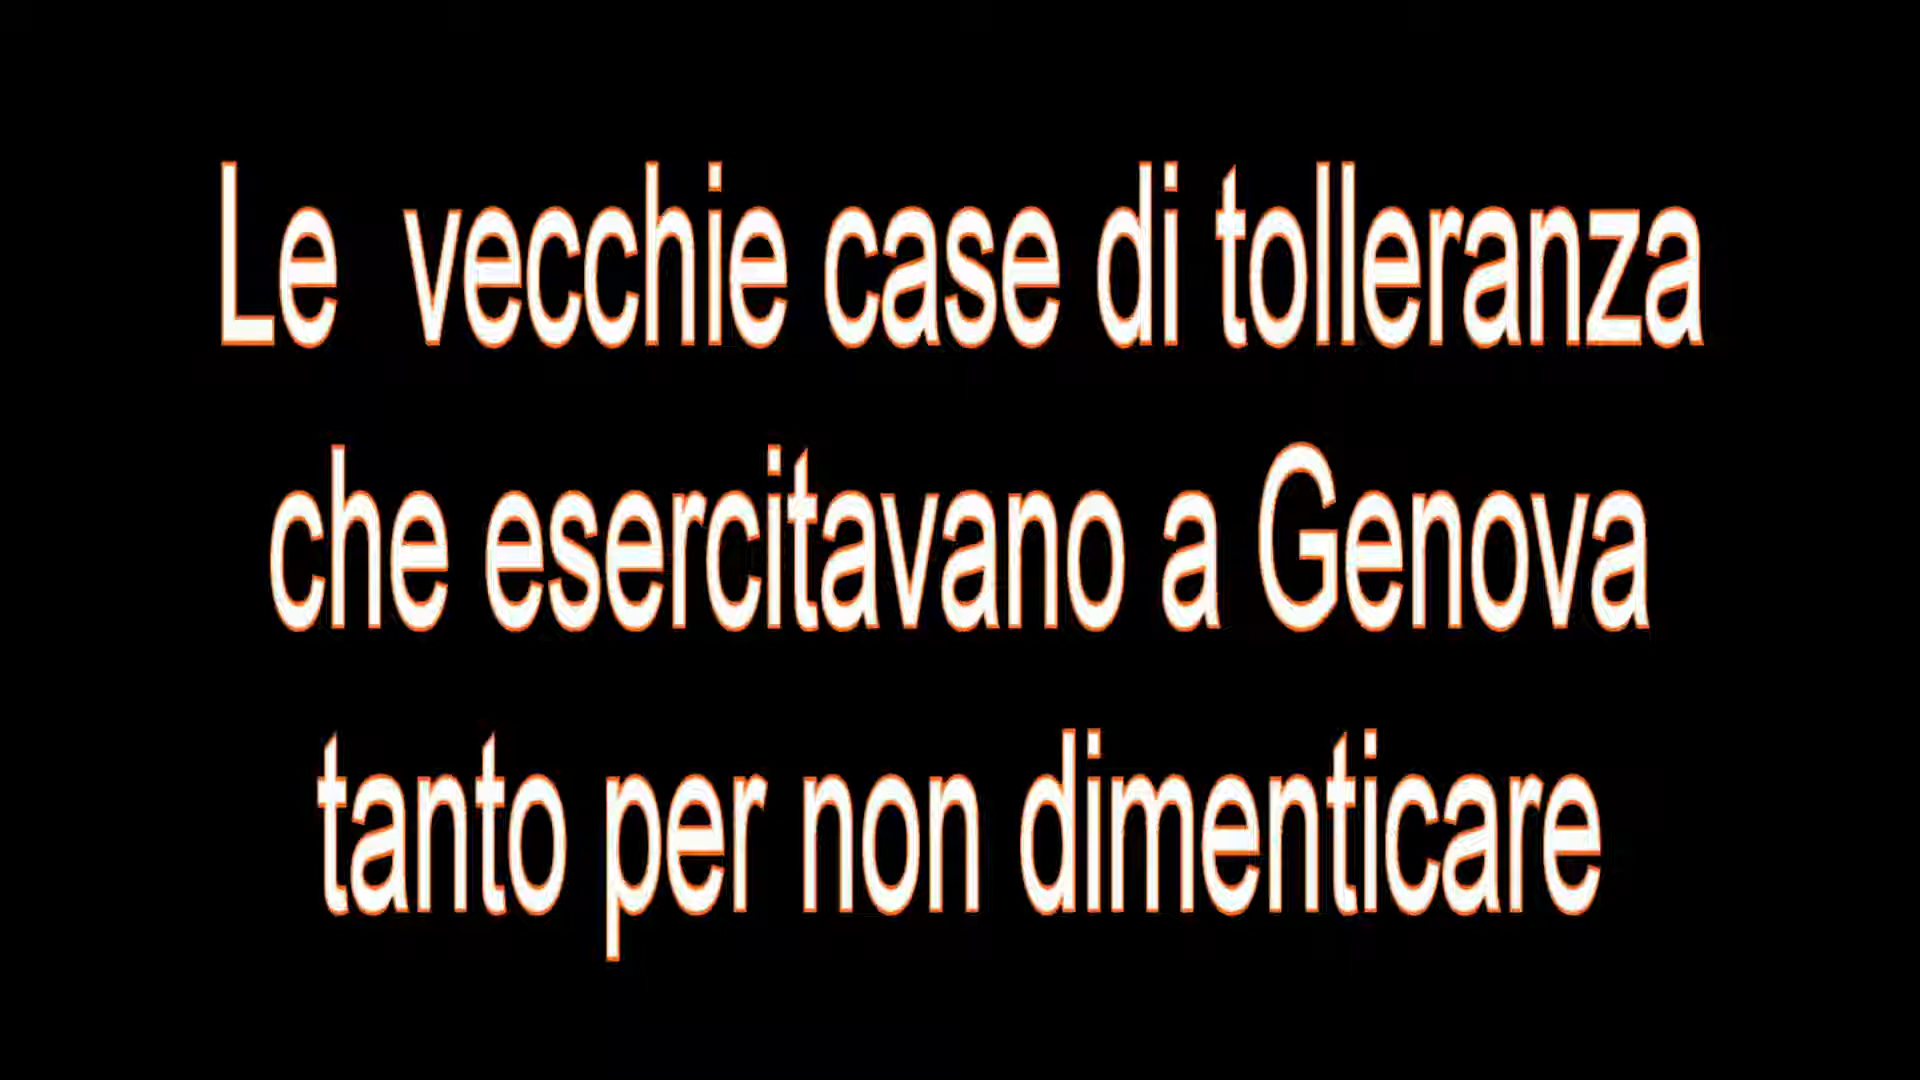 Le vecchie case di tolleranza
che esercitavano a Genova
tanto per non dimenticare